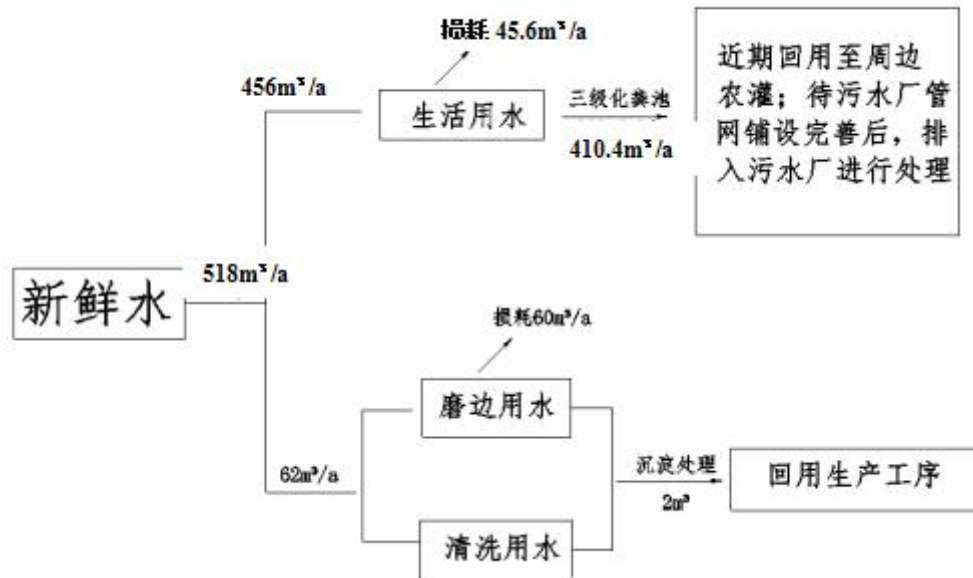 损耗 45.6m³/a
456m³/a
生活用水
三级化粪池
410.4m³/a
近期回用至周边
农灌；待污水厂管
网铺设完善后，排
入污水厂进行处理
新鲜水
518m³/a
损耗60m³/a
磨边用水
62m³/a
清洗用水
沉淀处理
2m³
回用生产工序